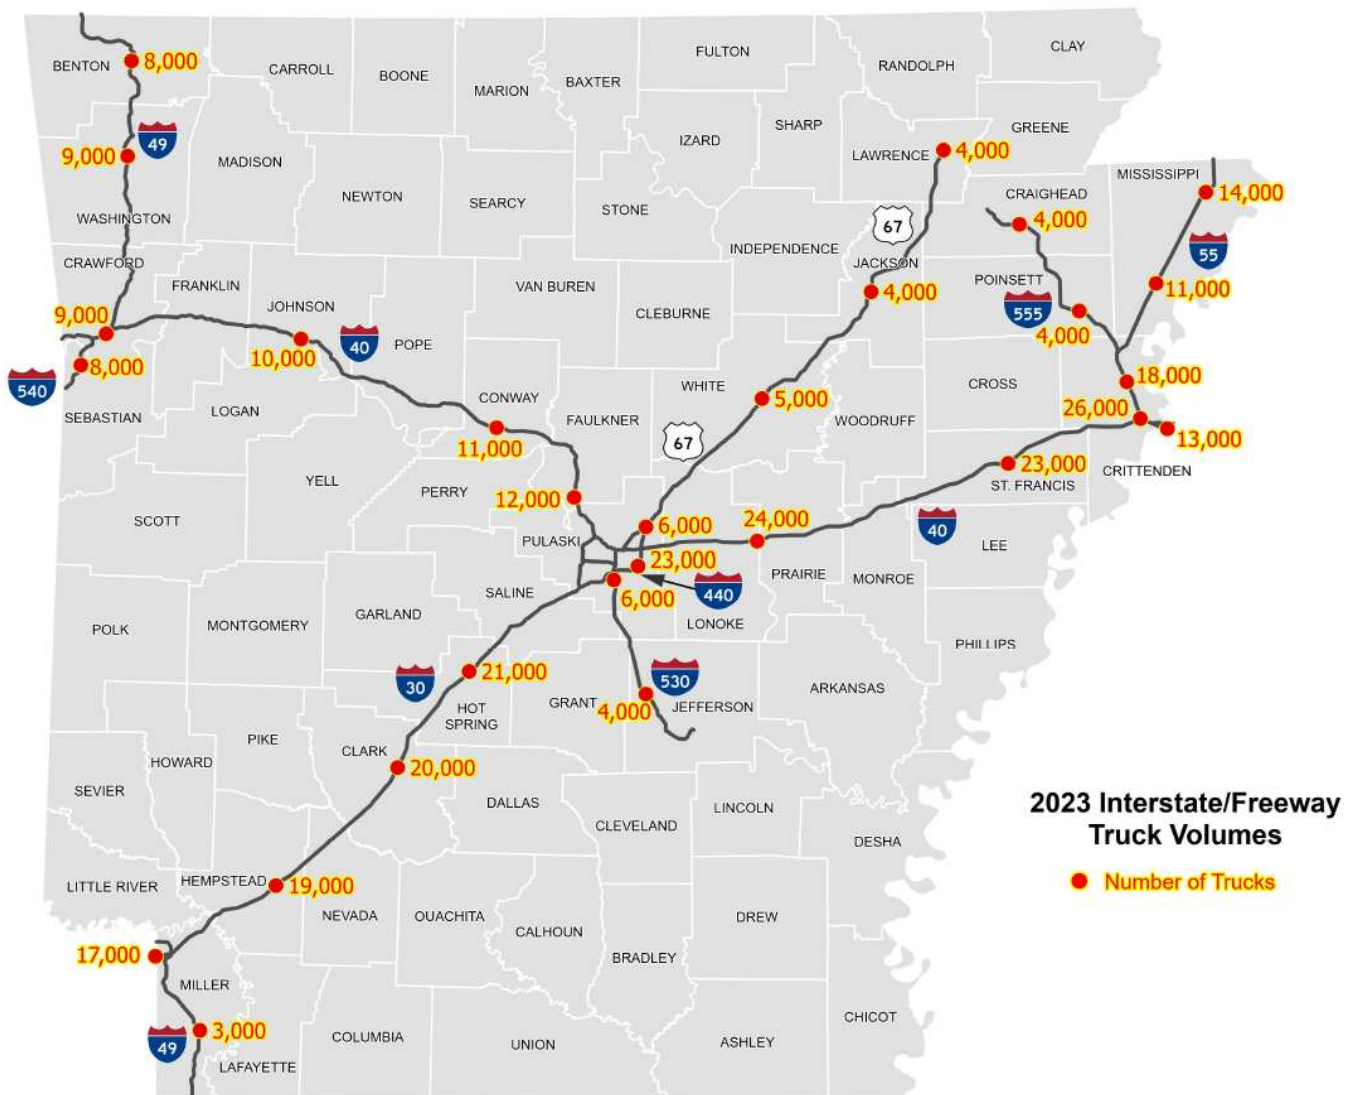 FULTON
CLAY
BENTON
8,000
CARROLL
BOONE
MARION
BAXTER
RANDOLPH
49
9,000
MADISON
IZARD
SHARP
GREENE
LAWRENCE
4,000
MISSISSIPPI
14,000
NEWTON
SEARCY
STONE
CRAIGHEAD
4,000
WASHINGTON
67
INDEPENDENCE
55
CRAWFORD
FRANKLIN
JOHNSON
VAN BUREN
CLEBURNE
JACKSON
4,000
POINSETT
11,000
555
4,000
9,000
10,000
40
POPE
8,000
540
SEBASTIAN
LOGAN
CONWAY
11,000
FAULKNER
WHITE
5,000
WOODRUFF
CROSS
18,000
26,000
13,000
67
23,000
ST. FRANCIS
CRITTENDEN
YELL
PERRY
12,000
SCOTT
PULASKI
6,000
24,000
40
LEE
23,000
440
6,000
PRAIRIE
MONROE
SALINE
GARLAND
LONOKE
POLK
MONTGOMERY
PHILLIPS
30
21,000
530
HOT
SPRING
GRANT
4,000
JEFFERSON
ARKANSAS
PIKE
CLARK
20,000
HOWARD
SEVIER
DALLAS
CLEVELAND
LINCOLN
DESHA
2023 Interstate/Freeway
Truck Volumes
Number of Trucks
LITTLE RIVER
HEMPSTEAD
19,000
NEVADA
OUACHITA
CALHOUN
DREW
17,000
BRADLEY
MILLER
3,000
49
LAFAYETTE
COLUMBIA
UNION
ASHLEY
CHICOT